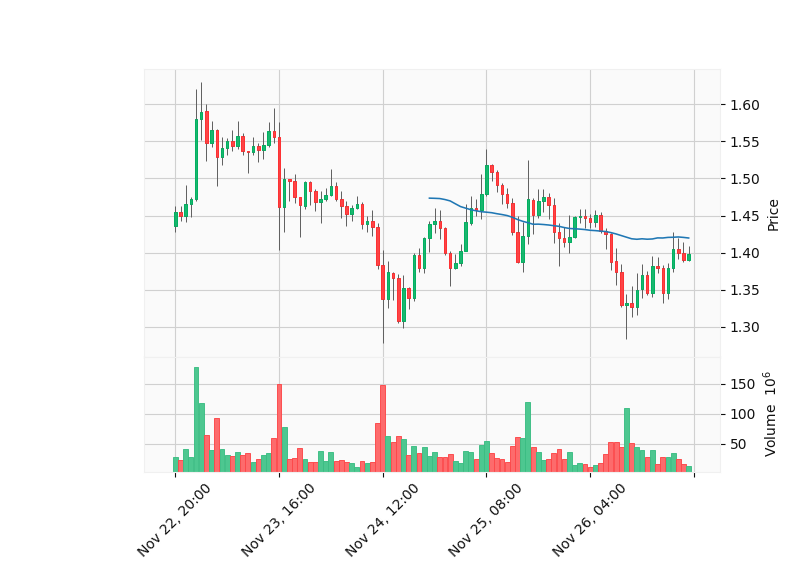 1.60
1.55
1.50
1.45
1.40
1.35
1.30
Price
150
100
50
Volume 10⁶
Nov 22, 20:00
Nov 23, 16:00
Nov 24, 12:00
Nov 25, 08:00
Nov 26, 04:00